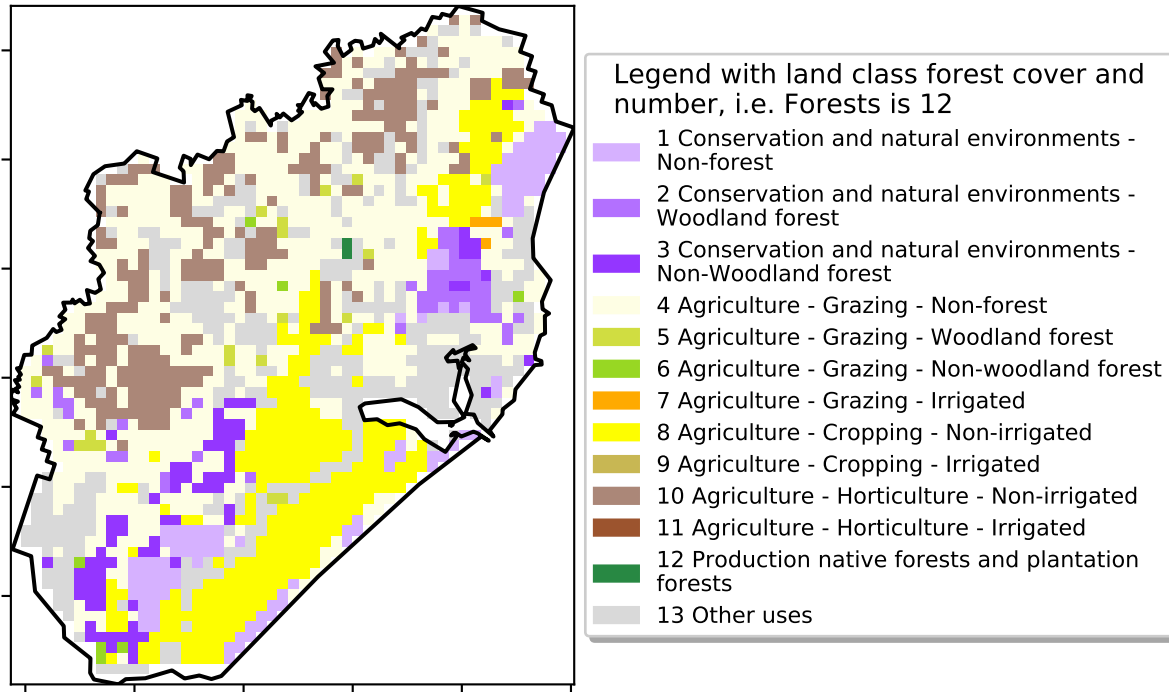 Legend with land class forest cover and
number, i.e. Forests is 12
1 Conservation and natural environments -
Non-forest
2 Conservation and natural environments -
Woodland forest
3 Conservation and natural environments -
Non-Woodland forest
4 Agriculture - Grazing - Non-forest
5 Agriculture - Grazing - Woodland forest
6 Agriculture - Grazing - Non-woodland forest
7 Agriculture - Grazing - Irrigated
8 Agriculture - Cropping - Non-irrigated
9 Agriculture - Cropping - Irrigated
10 Agriculture - Horticulture - Non-irrigated
11 Agriculture - Horticulture - Irrigated
12 Production native forests and plantation
forests
13 Other uses